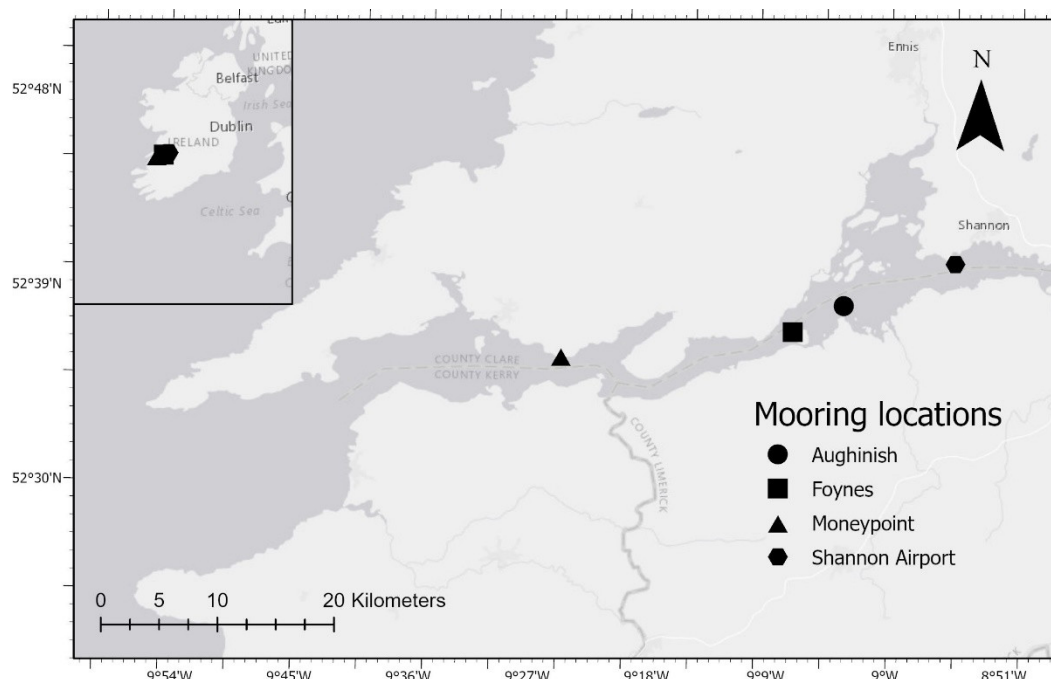 UNITED
Belfast
Irish Sea
Dublin
IRELAND
Celtic Sea
Ennis
N
Shannon
COUNTY CLARE
COUNTY KERRY
COUNTY LIMERICK
Mooring locations
Aughinish
Foynes
Moneypoint
Shannon Airport
0 5 10 20 Kilometers
52°48'N
52°39'N
52°30'N
9°54'W 9°45'W 9°36'W 9°27'W 9°18'W 9°9'W 9°W 8°51'W